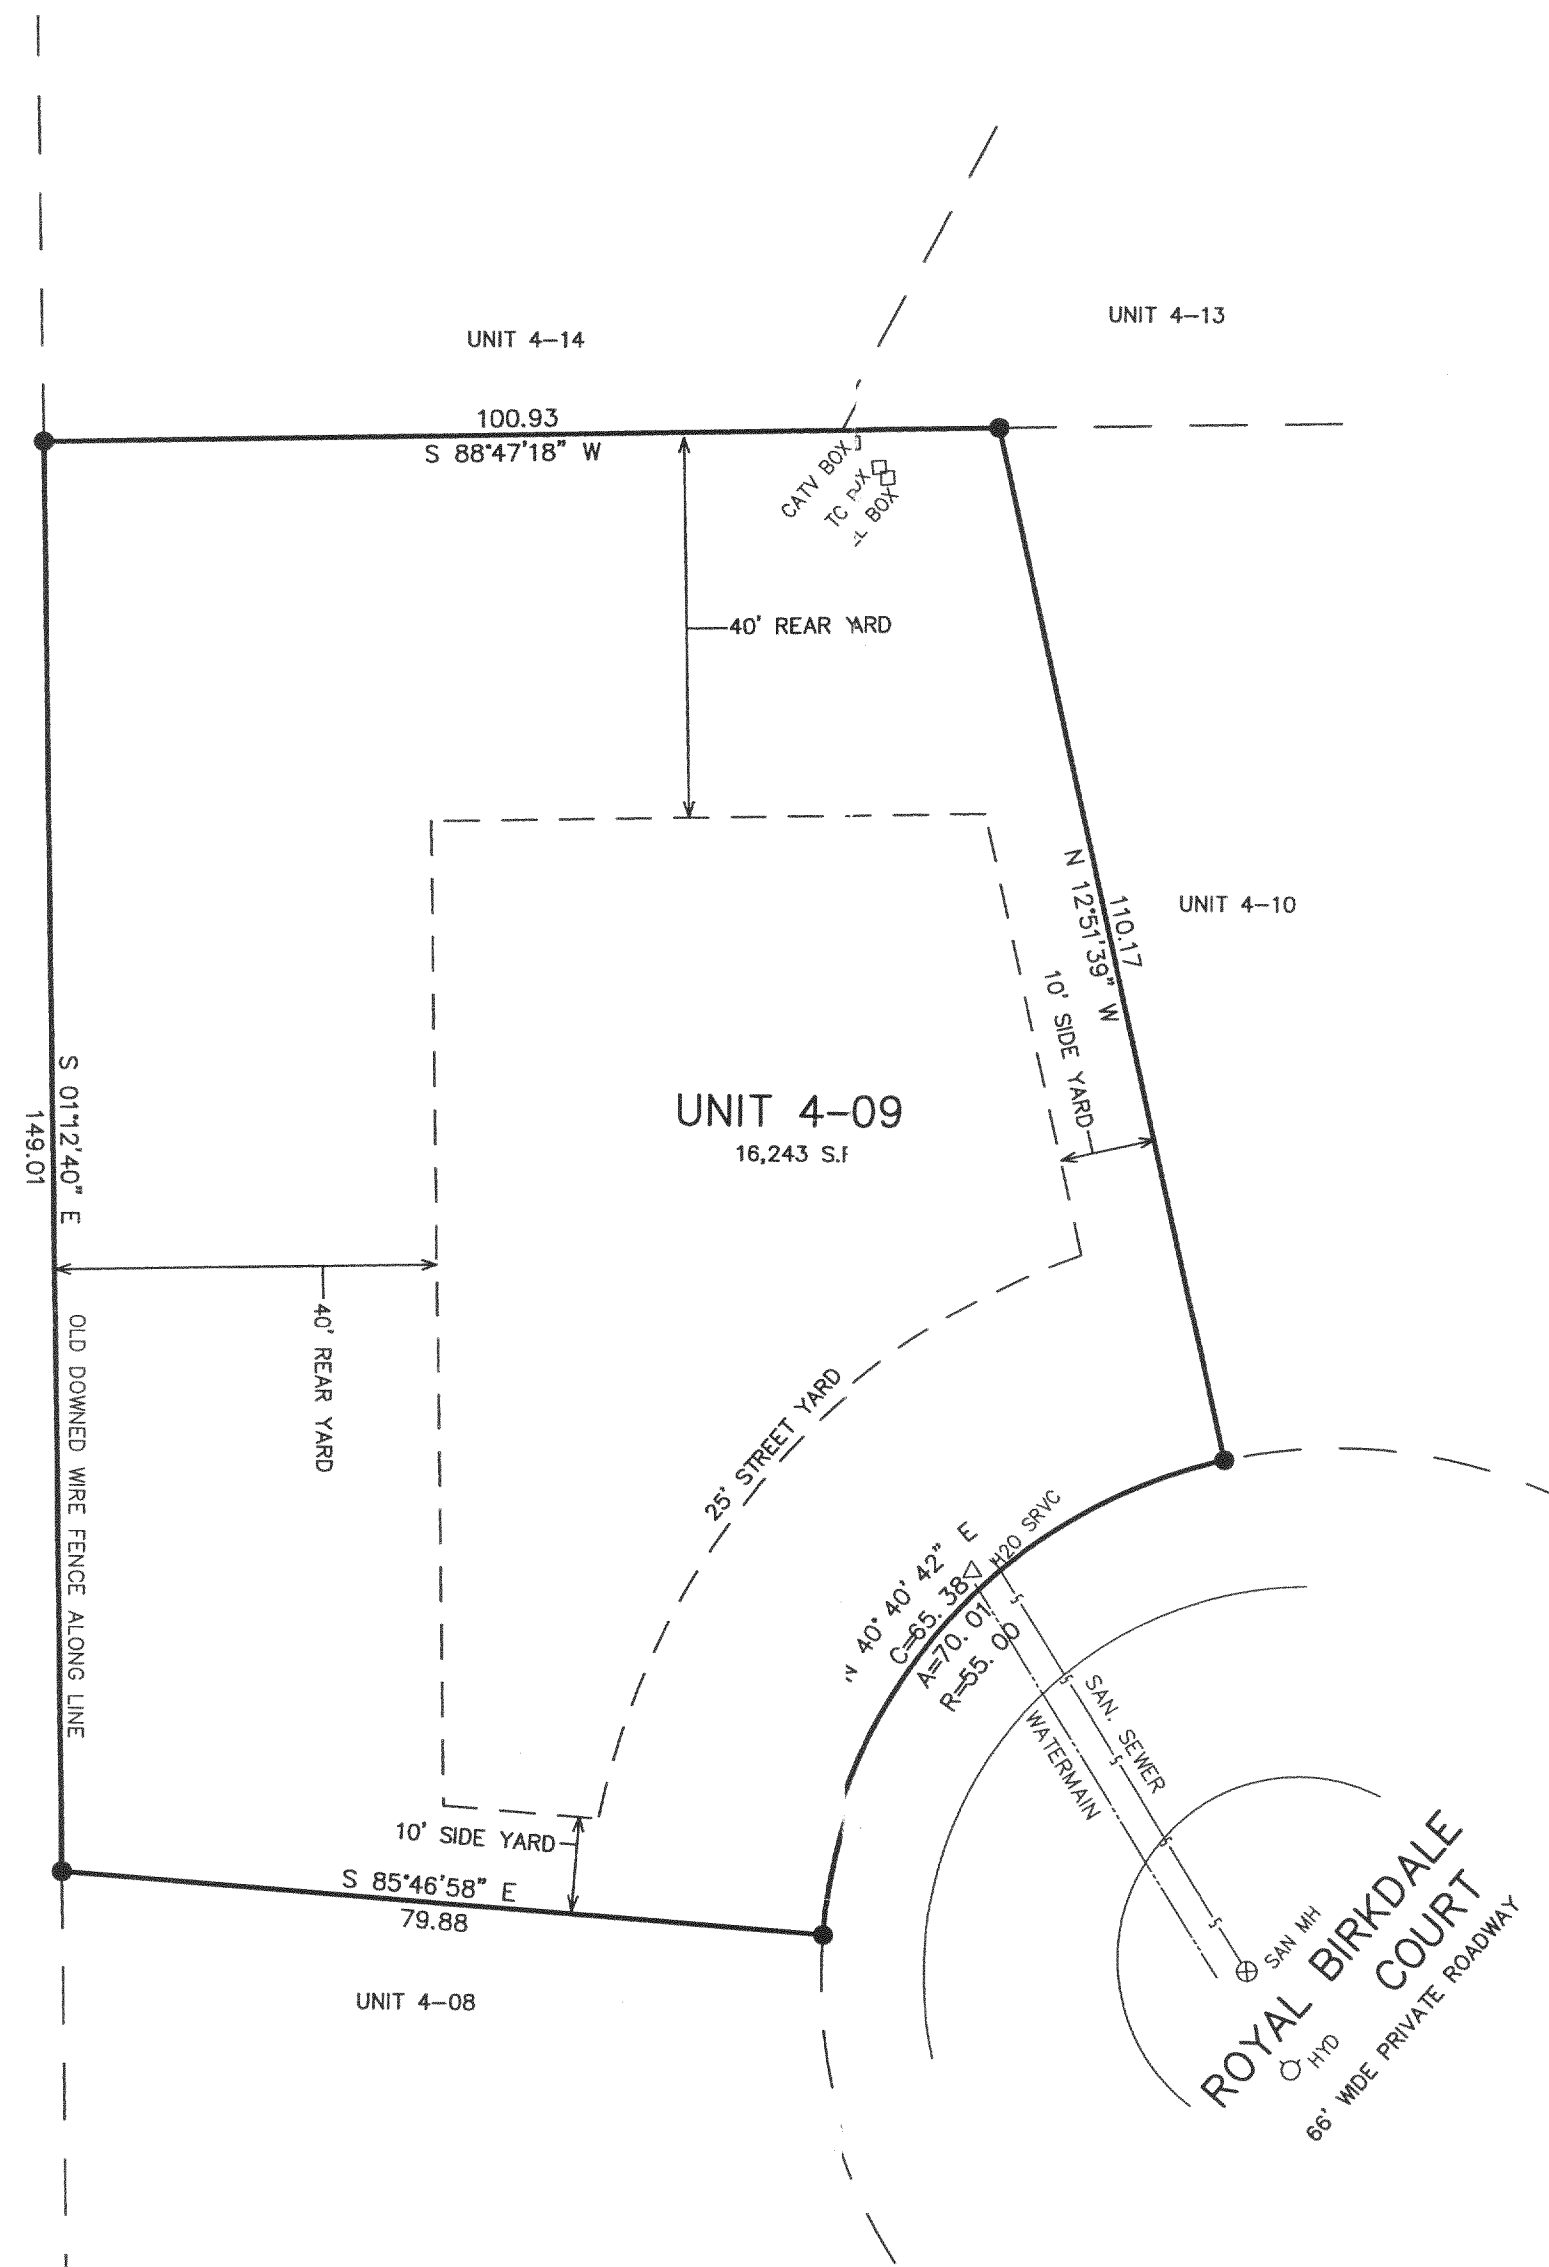 UNIT 4-13
UNIT 4-14
100.93
S 88°47'18" W
CATV BOX
TC
BOX
40' REAR YARD
N 12°51'39" W
110.17
UNIT 4-10
10' SIDE YARD
UNIT 4-09
16,243 S.F
S 01°12'40" E
149.01
40' REAR YARD
OLD DOWNED WIRE FENCE ALONG LINE
25' STREET YARD
H2O SRVC
N 40° 40' 42" E
C=65.38
A=70.01
R=55.00
SAN. SEWER
WATERMAIN
10' SIDE YARD
S 85°46'58" E
79.88
UNIT 4-08
SAN MH
ROYAL BIRKDALE
COURT
HYD
66' WIDE PRIVATE ROADWAY